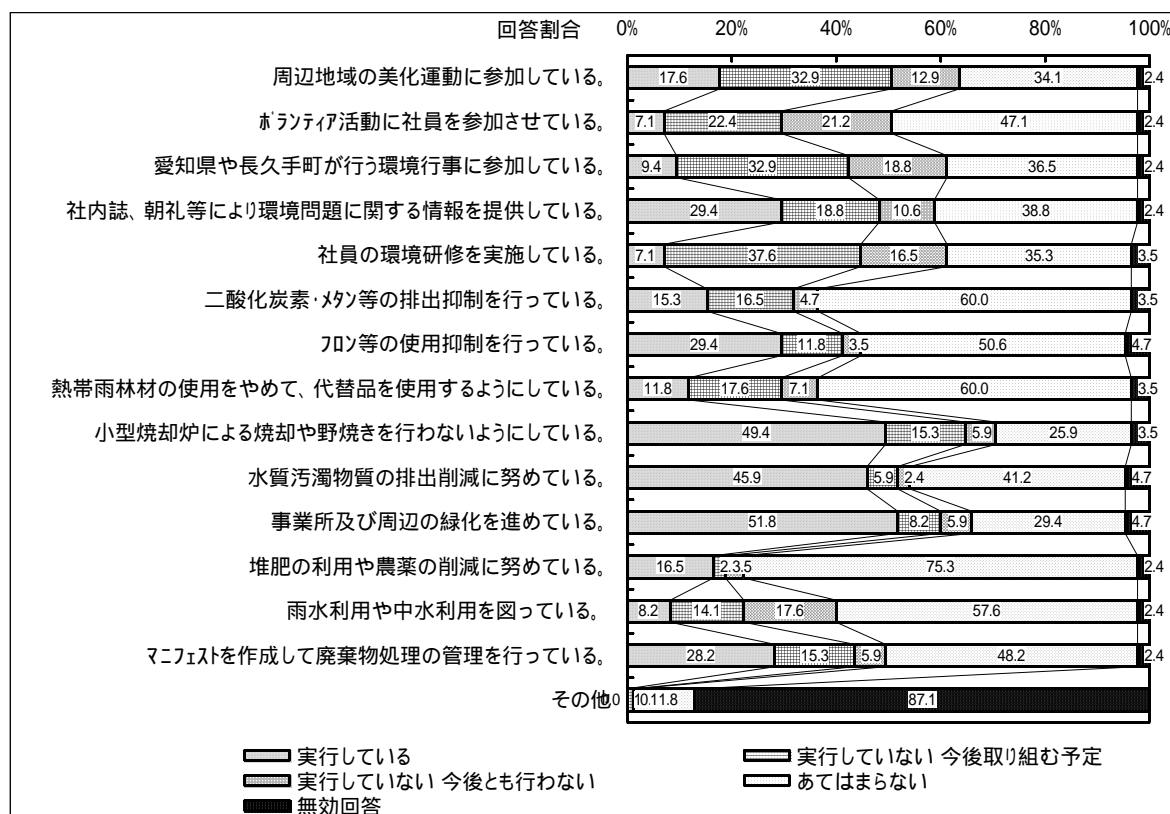 回答割合 0% 20% 40% 60% 80% 100%
周辺地域の美化運動に参加している。 17.6 32.9 12.9 34.1 2.4
ﾎﾞランティア活動に社員を参加させている。 7.1 22.4 21.2 47.1 2.4
愛知県や長久手町が行う環境行事に参加している。 9.4 32.9 18.8 36.5 2.4
社内誌、朝礼等により環境問題に関する情報を提供している。 29.4 18.8 10.6 38.8 2.4
社員の環境研修を実施している。 7.1 37.6 16.5 35.3 3.5
二酸化炭素･ﾒﾀﾝ等の排出抑制を行っている。 15.3 16.5 4.7 60.0 3.5
ﾌﾛﾝ等の使用抑制を行っている。 29.4 11.8 3.5 50.6 4.7
熱帯雨林材の使用をやめて、代替品を使用するようにしている。 11.8 17.6 7.1 60.0 3.5
小型焼却炉による焼却や野焼きを行わないようにしている。 49.4 15.3 5.9 25.9 3.5
水質汚濁物質の排出削減に努めている。 45.9 5.9 2.4 41.2 4.7
事業所及び周辺の緑化を進めている。 51.8 8.2 5.9 29.4 4.7
堆肥の利用や農薬の削減に努めている。 16.5 2.3 3.5 75.3 2.4
雨水利用や中水利用を図っている。 8.2 14.1 17.6 57.6 2.4
ﾏﾆﾌｪｽﾄを作成して廃棄物処理の管理を行っている。 28.2 15.3 5.9 48.2 2.4
その他 11.8 87.1
実行している 実行していない 今後取り組む予定
実行していない 今後とも行わない あてはまらない
無効回答